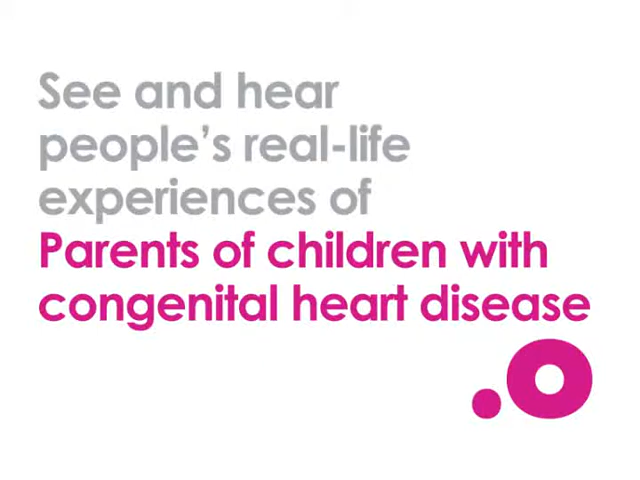 See and hear
people's real-life
experiences of
Parents of children with
congenital heart disease
.o